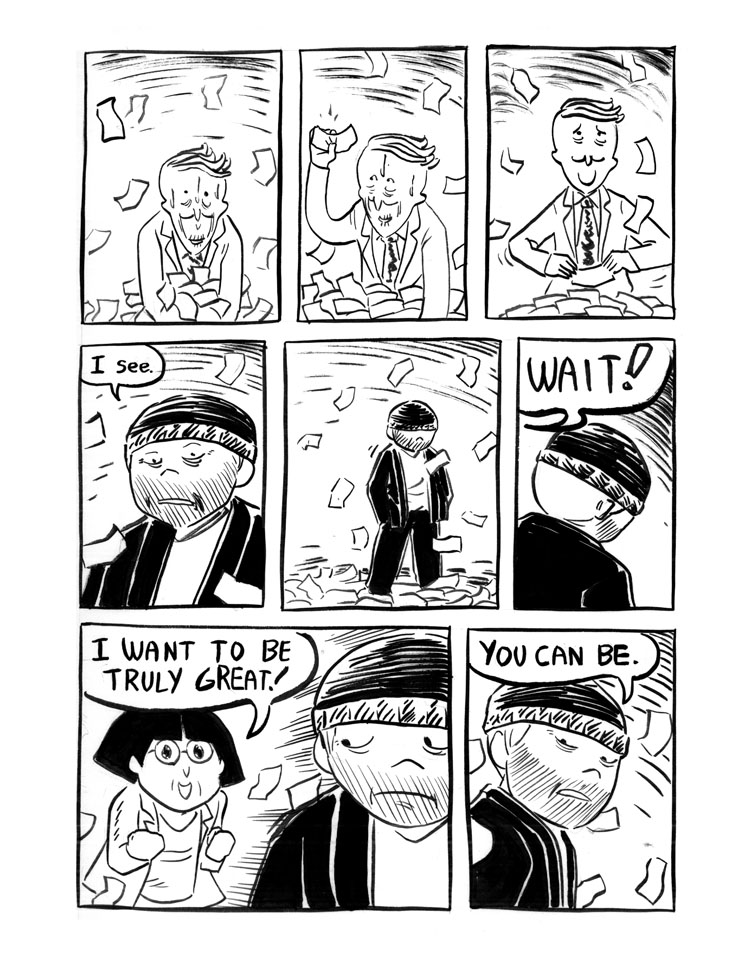 I see.
WAIT!
I WANT TO BE
TRULY GREAT!
YOU CAN BE.